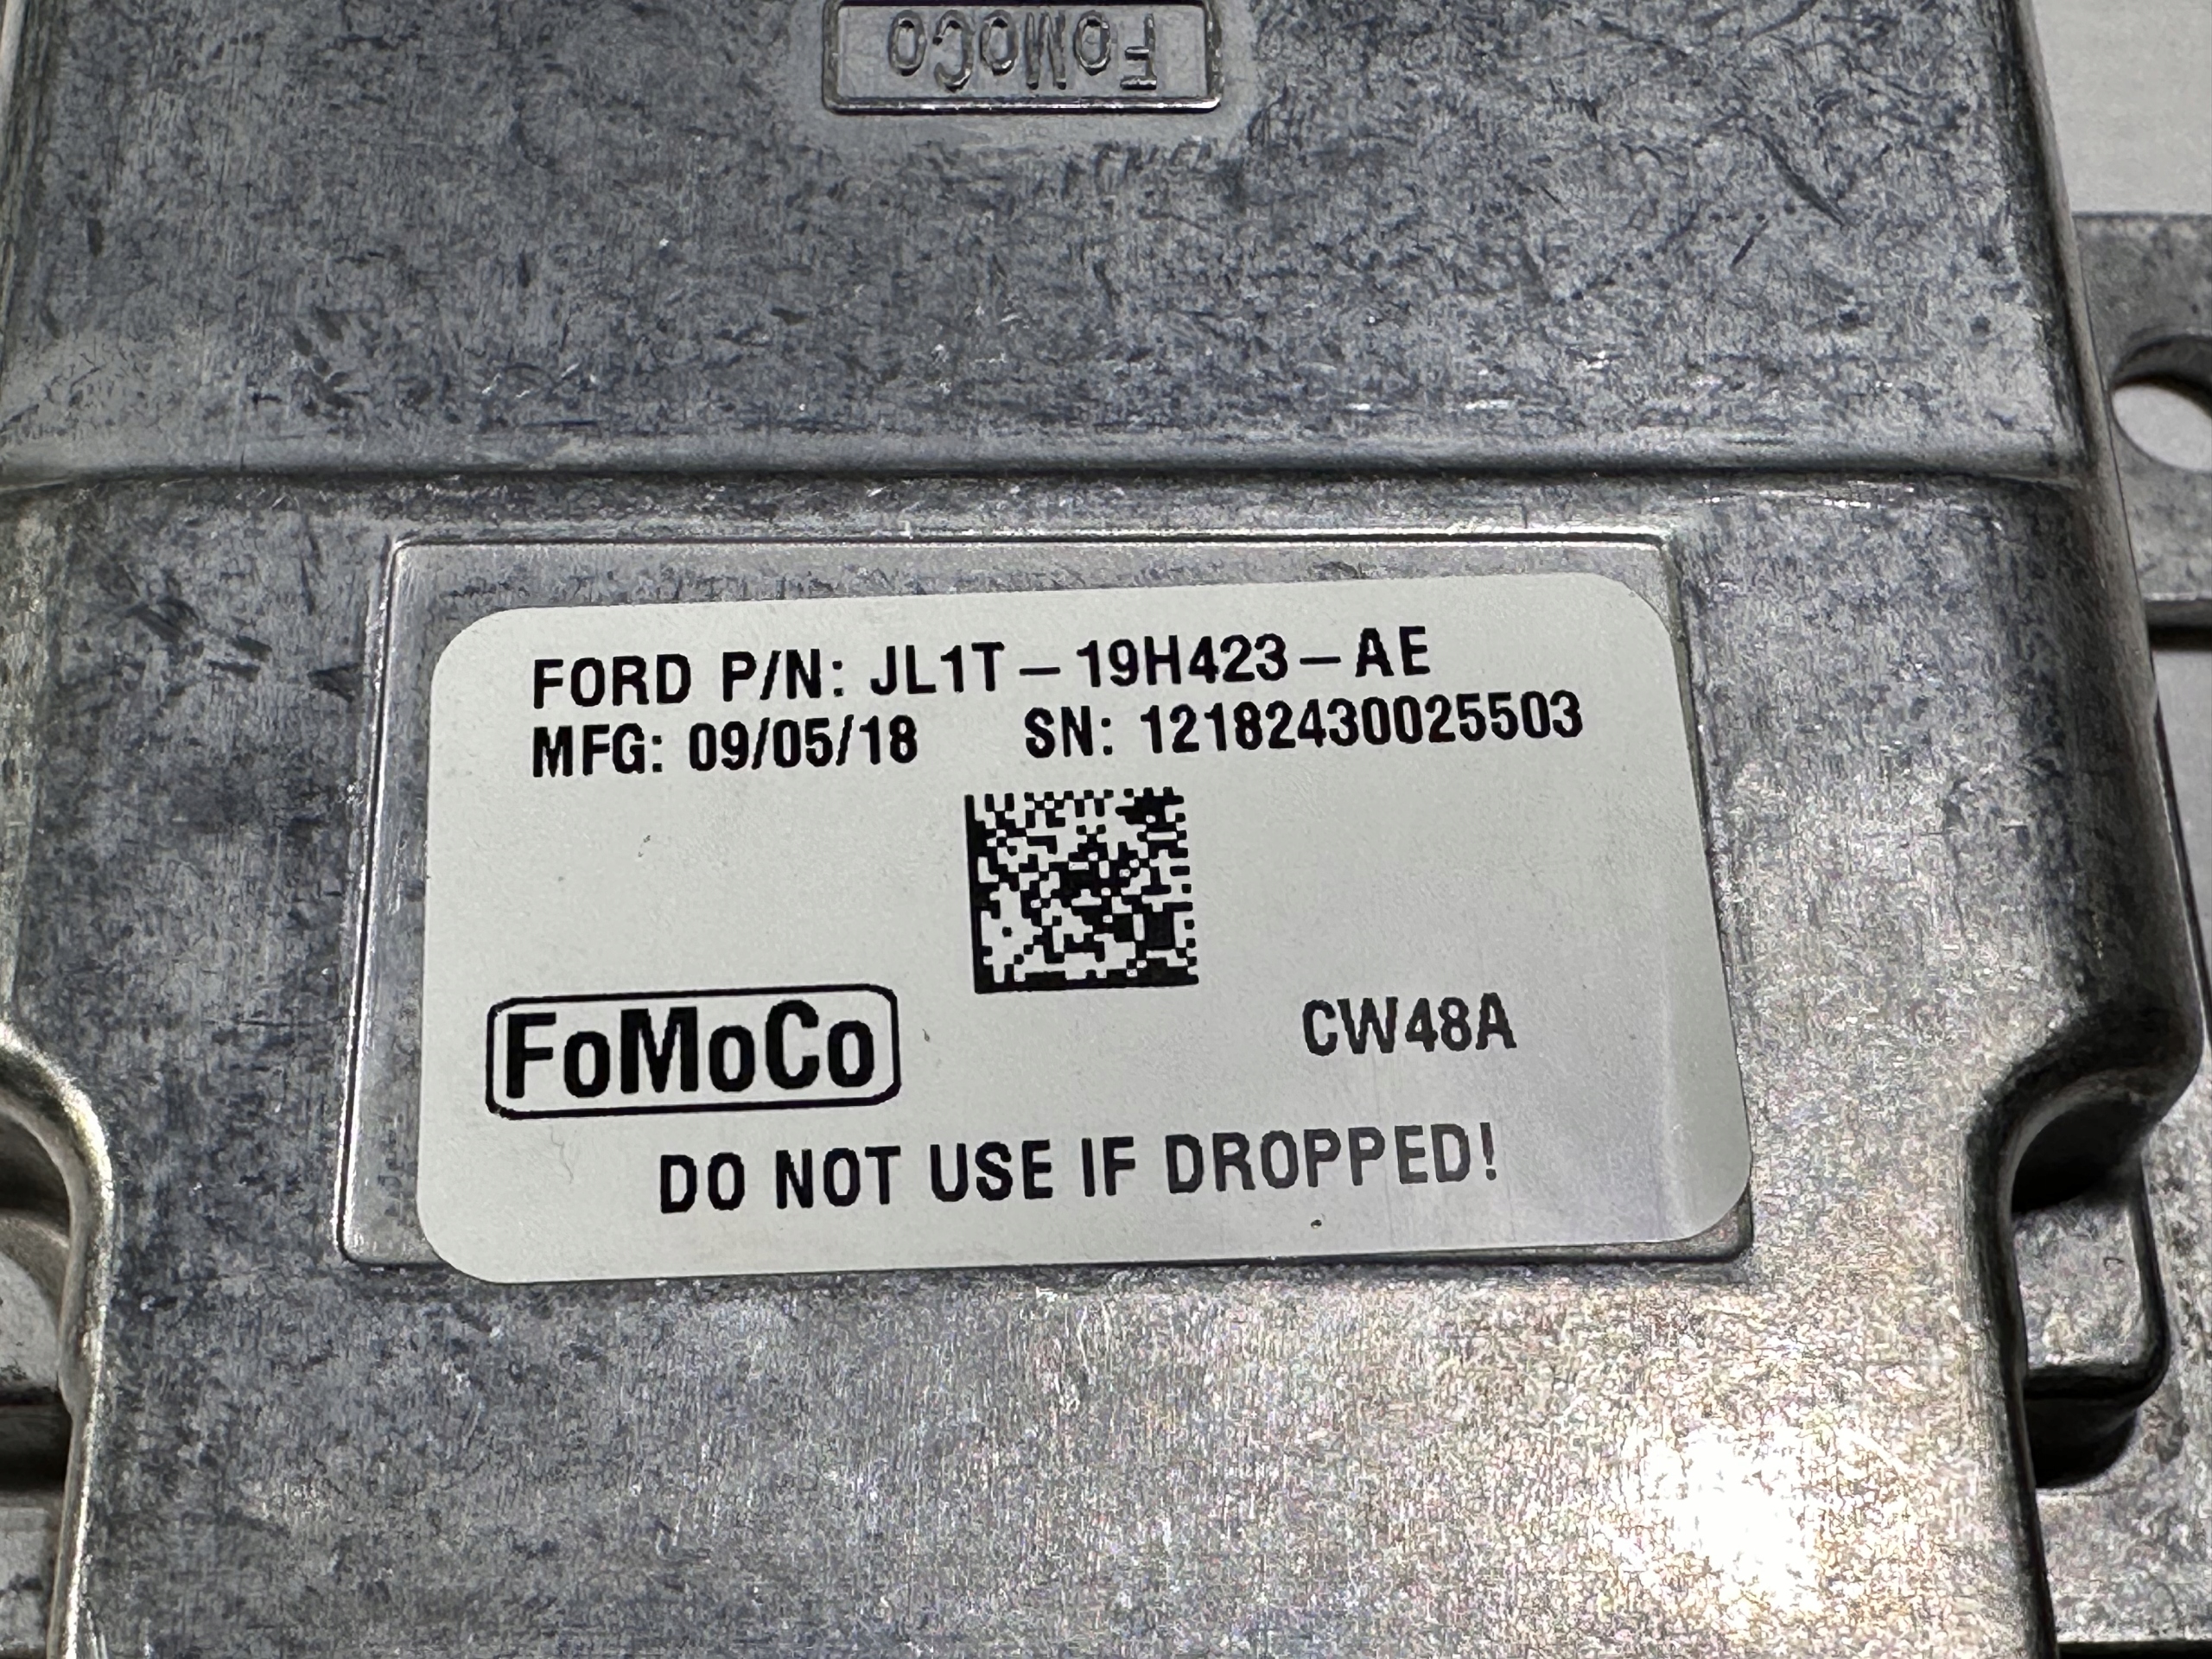 FoMoCo
FORD P/N: JL1T-19H423-AE
MFG: 09/05/18 SN: 12182430025503
FoMoCo
CW48A
DO NOT USE IF DROPPED!